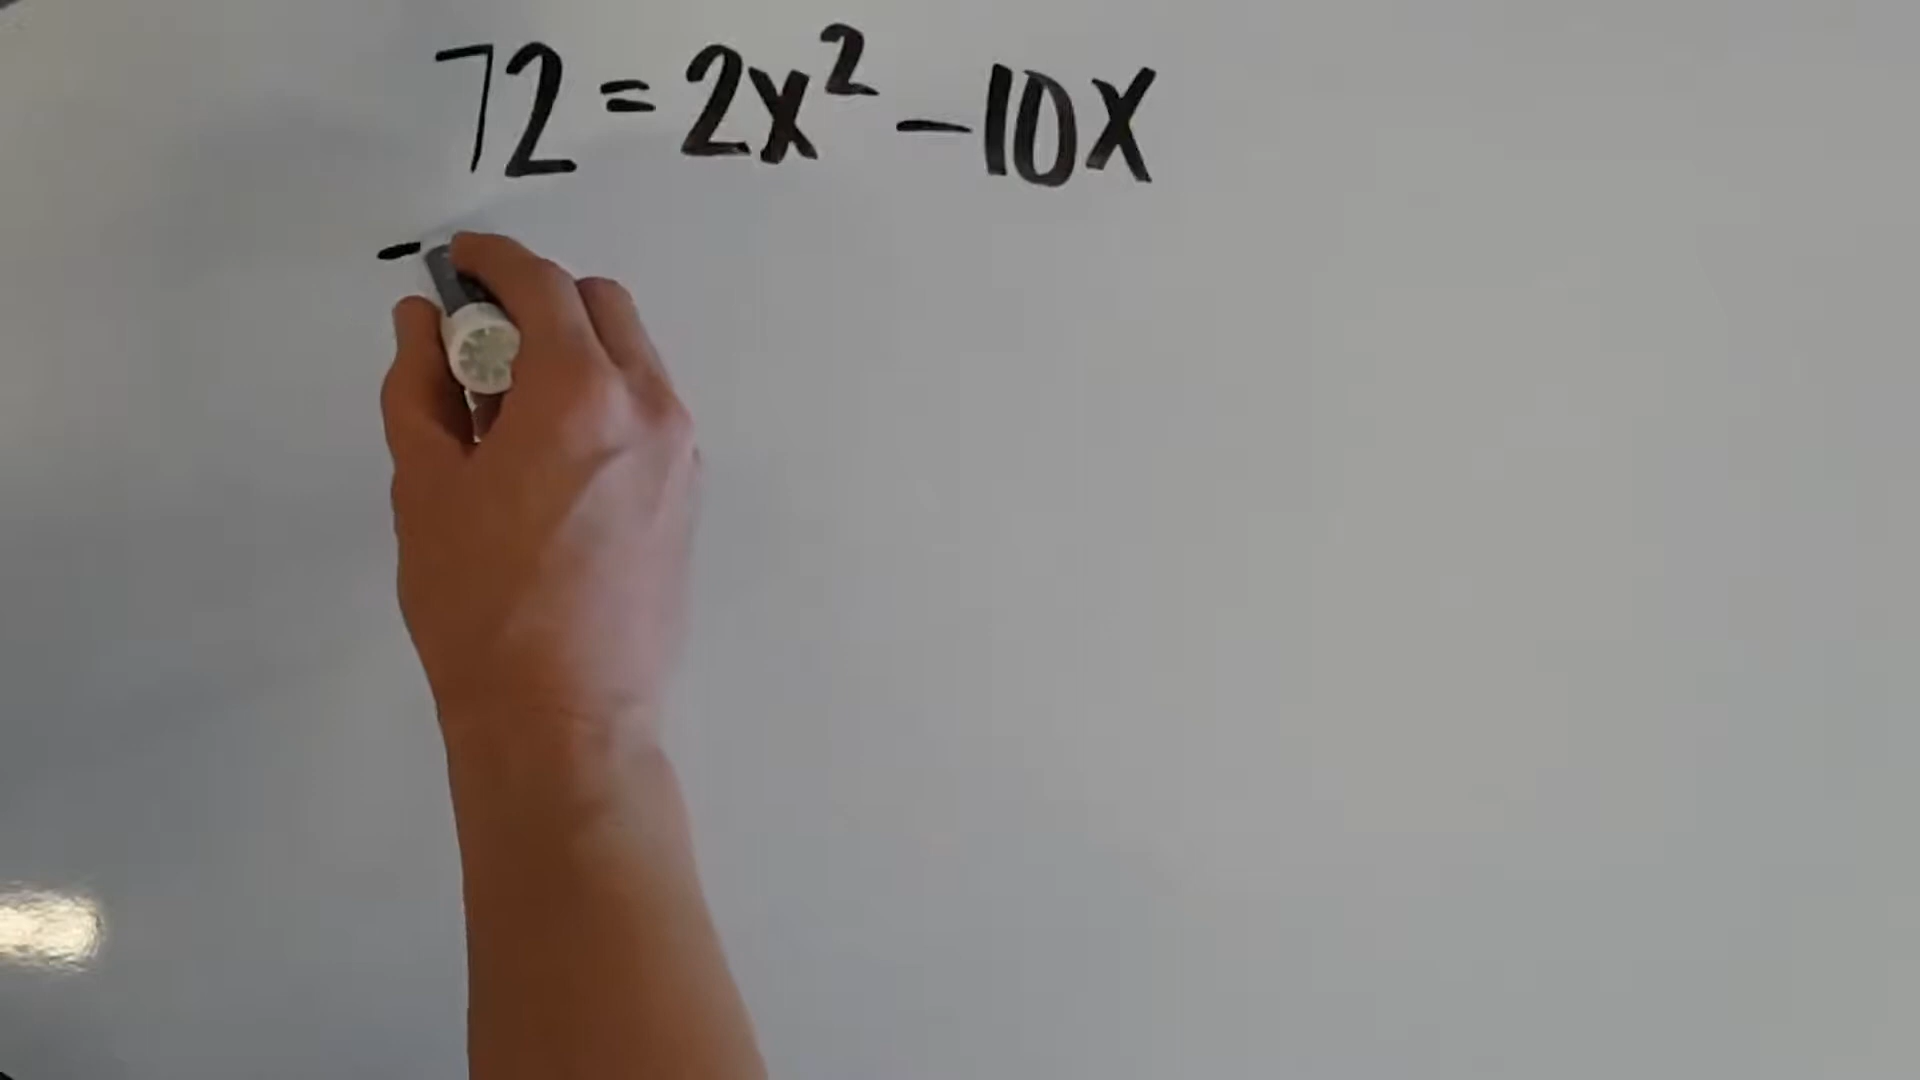 72 = 2x² - 10x
-